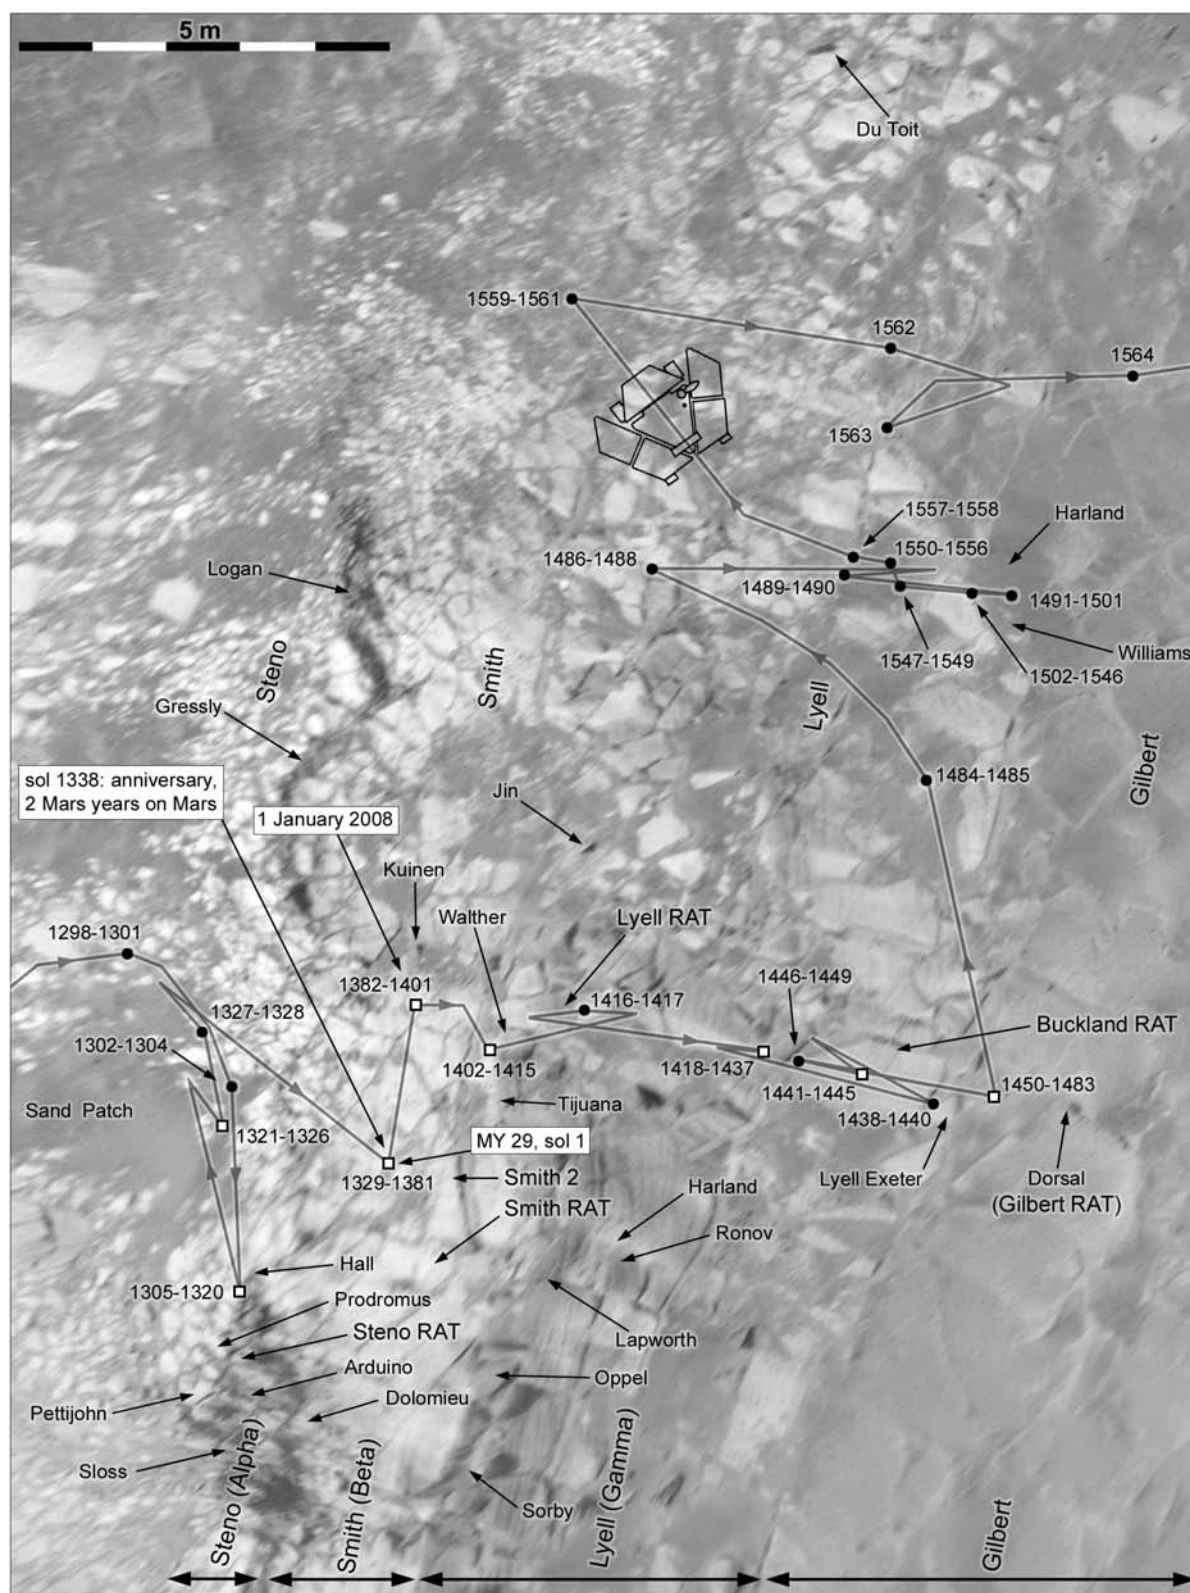 5 m
Du Toit
1559-1561
1562
1564
1563
1557-1558
Harland
1550-1556
1486-1488
Logan
1489-1490
1491-1501
Steno
Smith
Williams
1547-1549
1502-1546
Lyell
Gressly
Gilbert
sol 1338: anniversary,
2 Mars years on Mars
1484-1485
Jin
1 January 2008
Kuinen
Walther
Lyell RAT
1298-1301
1446-1449
1382-1401
1416-1417
1327-1328
Buckland RAT
1302-1304
1402-1415
1418-1437
1441-1445
1450-1483
Sand Patch
Tijuana
1438-1440
1321-1326
MY 29, sol 1
1329-1381
Smith 2
Lyell Exeter
Dorsal
(Gilbert RAT)
Harland
Smith RAT
Ronov
Hall
1305-1320
Prodromus
Steno RAT
Lapworth
Arduino
Oppel
Dolomieu
Pettijohn
Sloss
Sorby
Steno (Alpha)
Smith (Beta)
Lyell (Gamma)
Gilbert